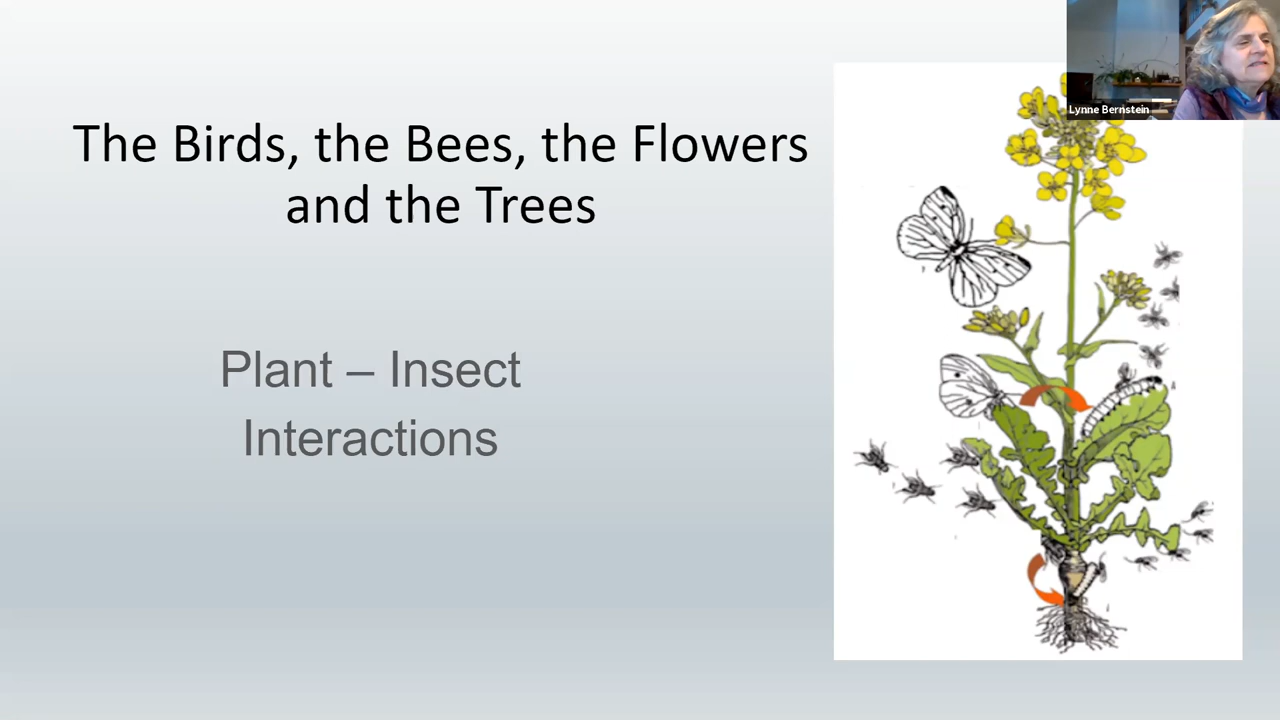 Lynne Bernstein
The Birds, the Bees, the Flowers
and the Trees
Plant – Insect
Interactions